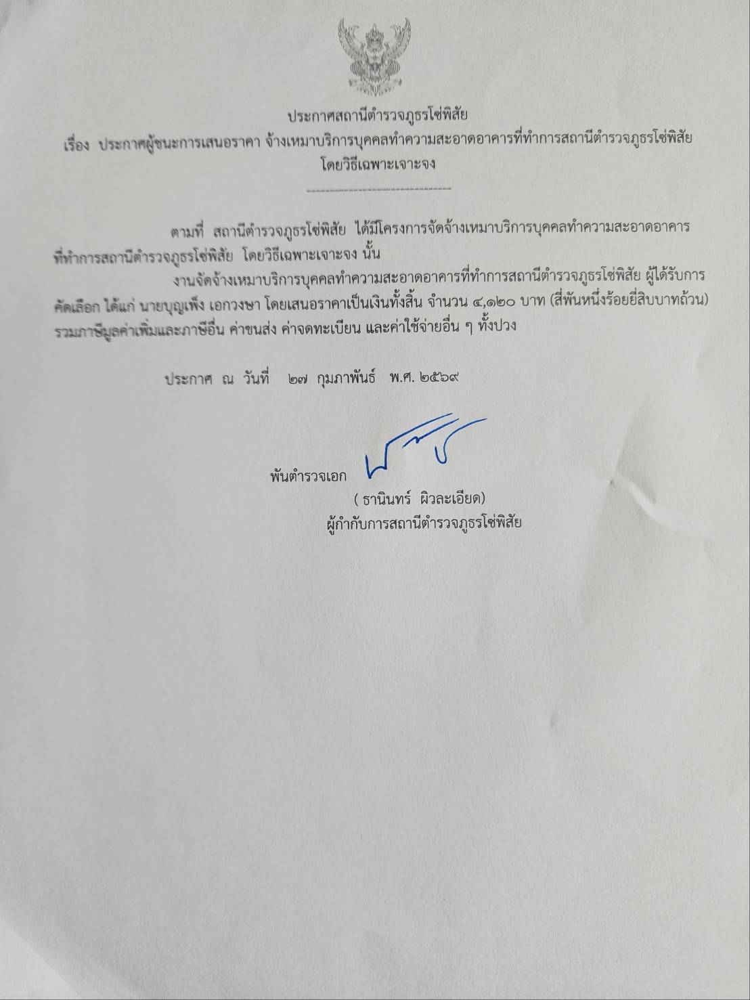 ประกาศสถานีตำรวจภูธรโซ่พิสัย
เรื่อง ประกาศผู้ชนะการเสนอราคา จ้างเหมาบริการบุคคลทำความสะอาดอาคารที่ทำการสถานีตำรวจภูธรโซ่พิสัย
โดยวิธีเฉพาะเจาะจง
-------------------------------
ตามที่ สถานีตำรวจภูธรโซ่พิสัย ได้มีโครงการจัดจ้างเหมาบริการบุคคลทำความสะอาดอาคาร
ที่ทำการสถานีตำรวจภูธรโซ่พิสัย โดยวิธีเฉพาะเจาะจง นั้น
งานจัดจ้างเหมาบริการบุคคลทำความสะอาดอาคารที่ทำการสถานีตำรวจภูธรโซ่พิสัย ผู้ได้รับการ
คัดเลือก ได้แก่ นายบุญเพ็ง เอกวงษา โดยเสนอราคาเป็นเงินทั้งสิ้น จำนวน ๔,๑๒๐ บาท (สี่พันหนึ่งร้อยยี่สิบบาทถ้วน)
รวมภาษีมูลค่าเพิ่มและภาษีอื่น ค่าขนส่ง ค่าจดทะเบียน และค่าใช้จ่ายอื่น ๆ ทั้งปวง
ประกาศ ณ วันที่ ๒๗ กุมภาพันธ์ พ.ศ. ๒๕๖๙
พันตำรวจเอก
( ธานินทร์ ผิวละเอียด)
ผู้กำกับการสถานีตำรวจภูธรโซ่พิสัย